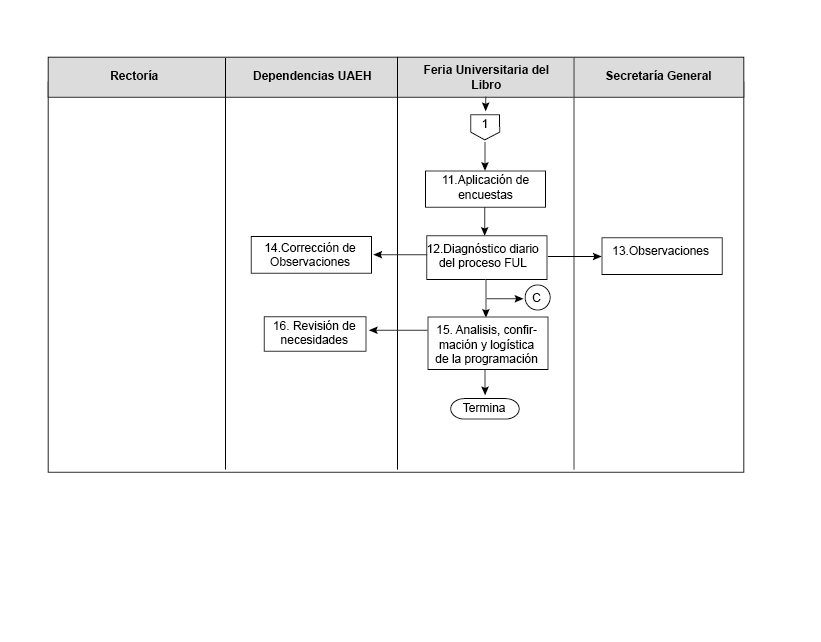 Rectoría
Dependencias UAEH
Feria Universitaria del
Libro
Secretaría General
1
11.Aplicación de
encuestas
14.Corrección de
Observaciones
12.Diagnóstico diario
del proceso FUL
13.Observaciones
C
16. Revisión de
necesidades
15. Analisis, confir-
mación y logística
de la programación
Termina